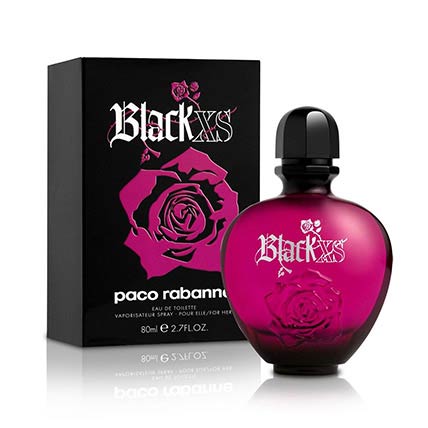 BlackXS
paco rabanne
EAU DE TOILETTE
VAPORISATEUR SPRAY - POUR ELLE/FOR HER
80ml e 2.7FL.OZ.
BlackXS